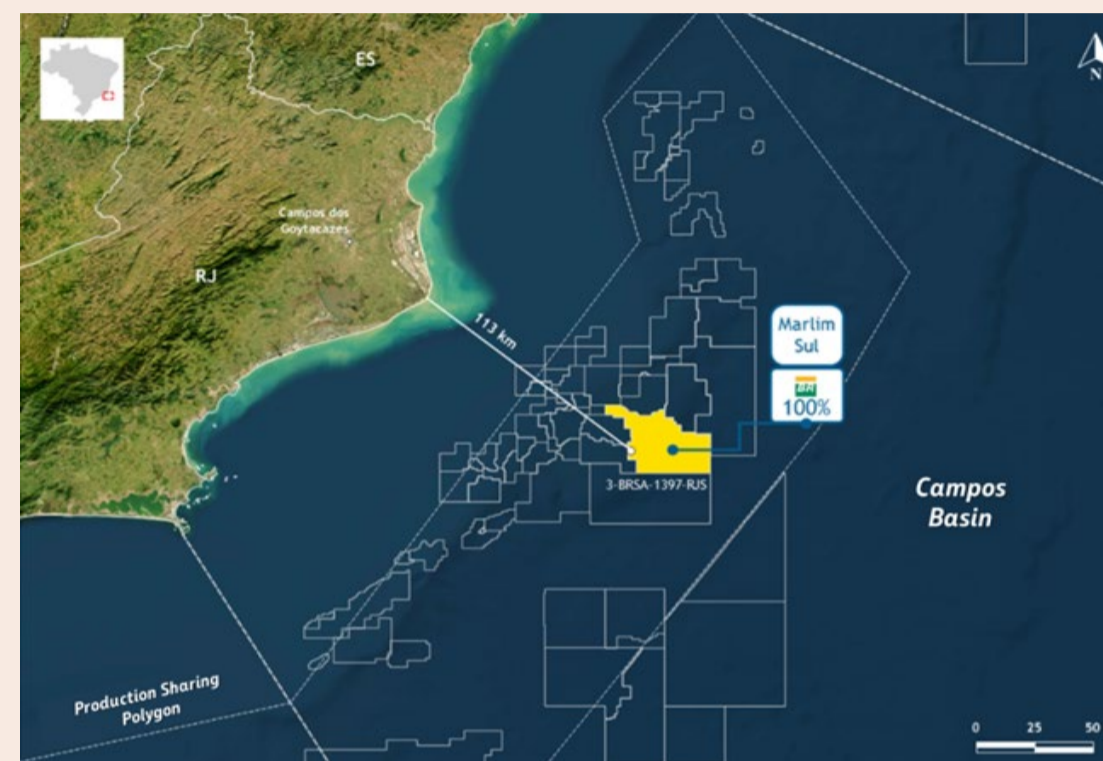 ES
N
Campos dos
Goytacazes
RJ
113 km
Marlim
Sul
BR
100%
3-BRSA-1397-RJS
Campos
Basin
Production Sharing
Polygon
0 25 50